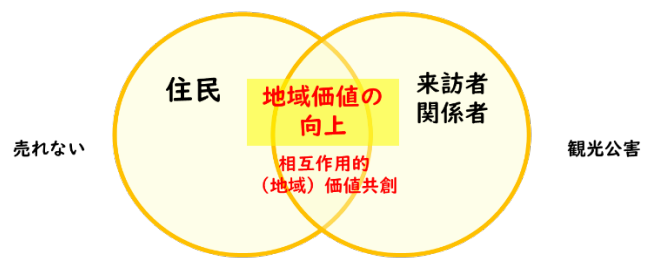 住民
来訪者
関係者
地域価値の
向上
相互作用的
（地域）価値共創
売れない
観光公害